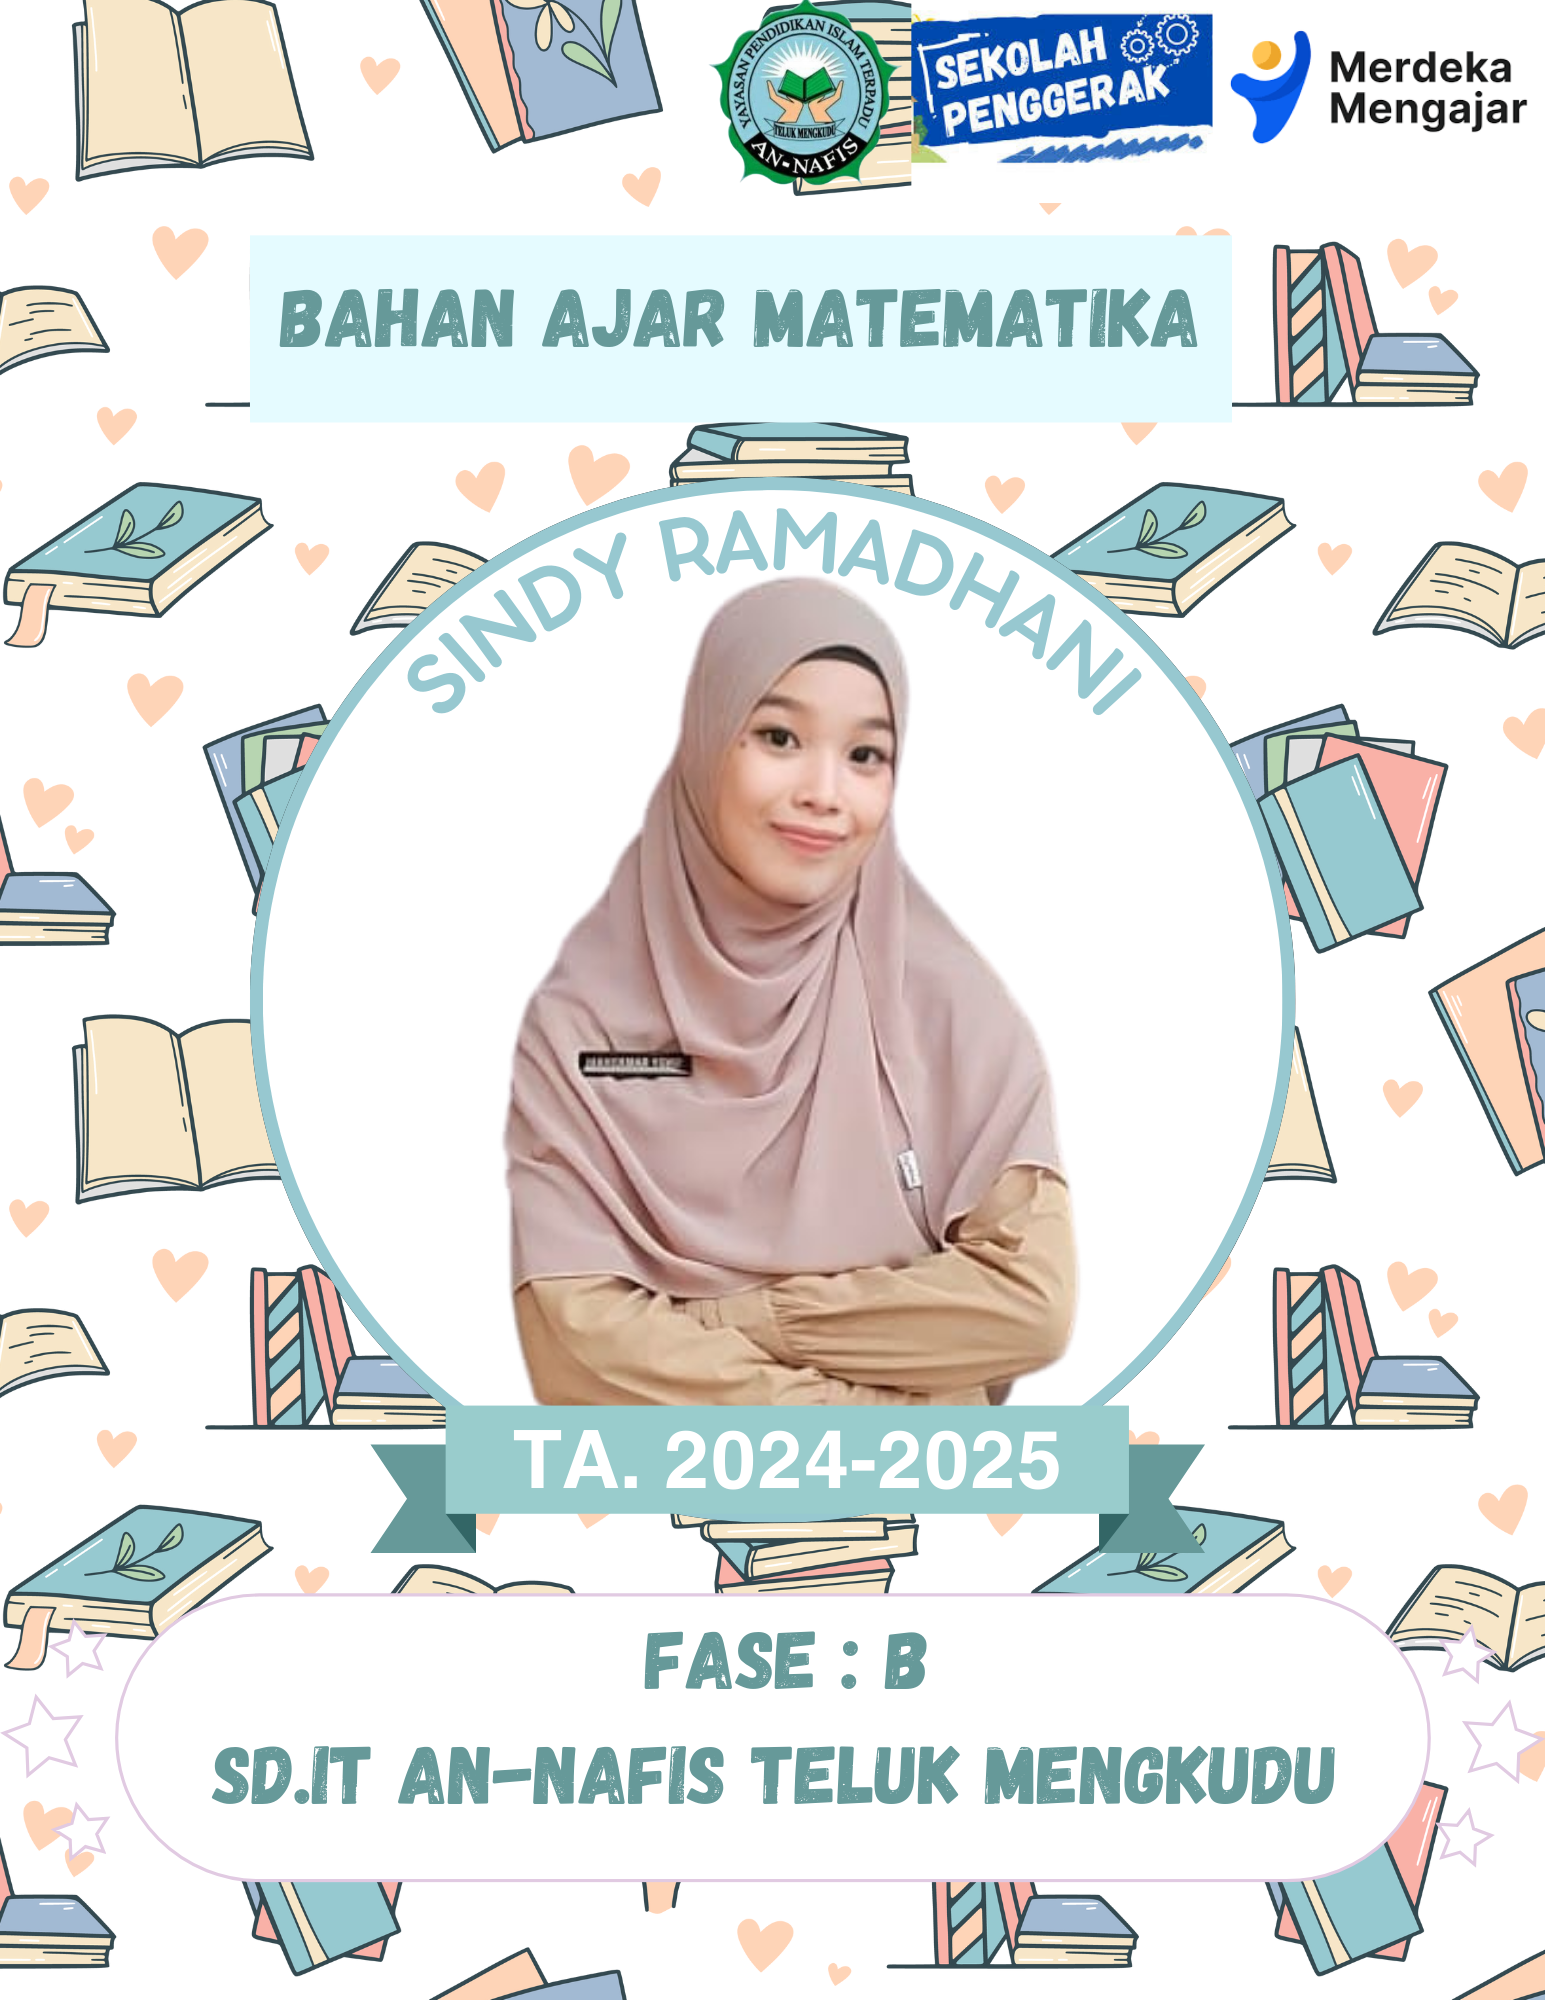 YAYASAN PENDIDIKAN ISLAM TERPADU
TELUK MENGKUDU
AN-NAFIS
SEKOLAH
PENGGERAK
Merdeka
Mengajar
BAHAN AJAR MATEMATIKA
SINDY RAMADHANI
TA. 2024-2025
FASE : B
SD.IT AN-NAFIS TELUK MENGKUDU